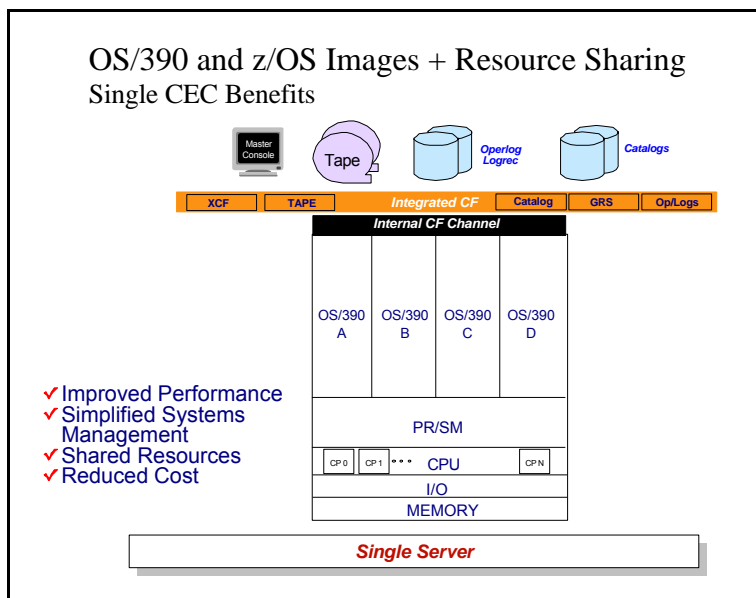 OS/390 and z/OS Images + Resource Sharing
Single CEC Benefits
Master
Console
Tape
Operlog
Logrec
Catalogs
XCF
TAPE
Integrated CF
Catalog
GRS
Op/Logs
Internal CF Channel
OS/390
A
OS/390
B
OS/390
C
OS/390
D
✓Improved Performance
✓Simplified Systems
Management
✓Shared Resources
✓Reduced Cost
PR/SM
CP 0
CP 1
• • •
CPU
CP N
I/O
MEMORY
Single Server